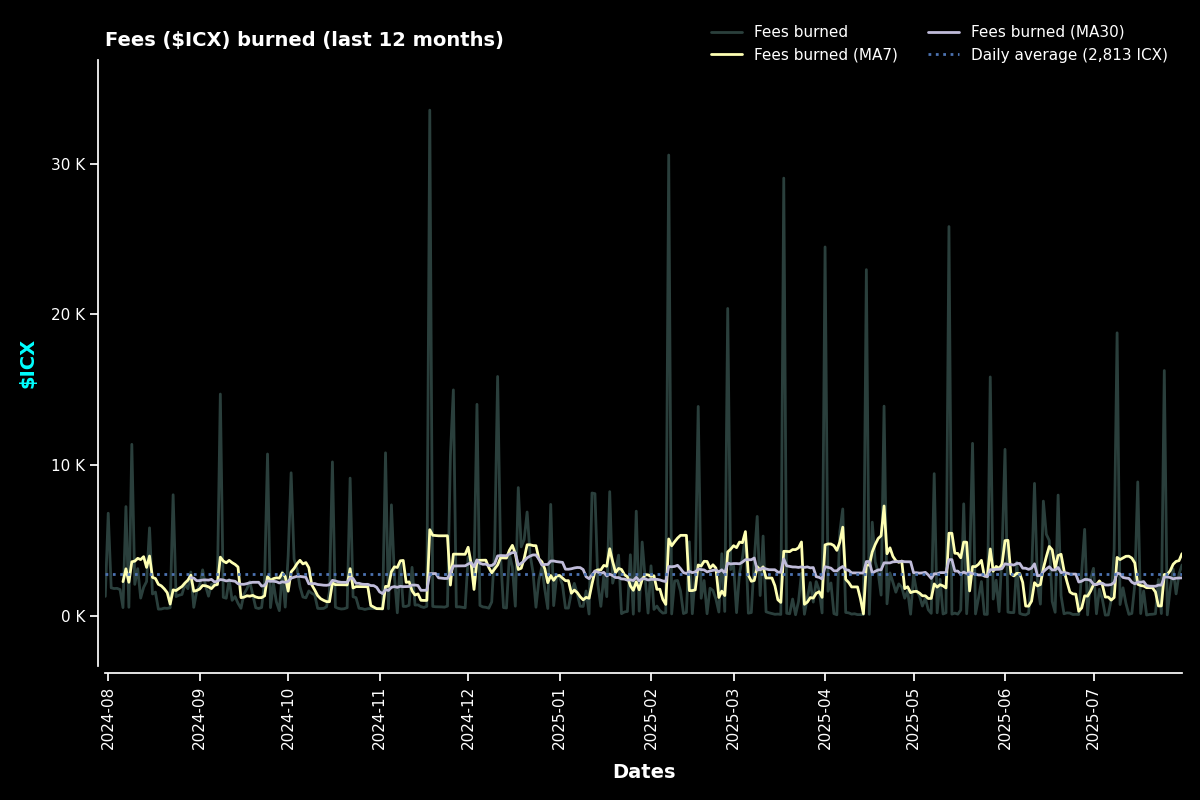 Fees ($ICX) burned (last 12 months)
Fees burned
Fees burned (MA7)
Fees burned (MA30)
Daily average (2,813 ICX)
$ICX
30 K
20 K
10 K
0 K
2024-08
2024-09
2024-10
2024-11
2024-12
2025-01
2025-02
2025-03
2025-04
2025-05
2025-06
2025-07
Dates